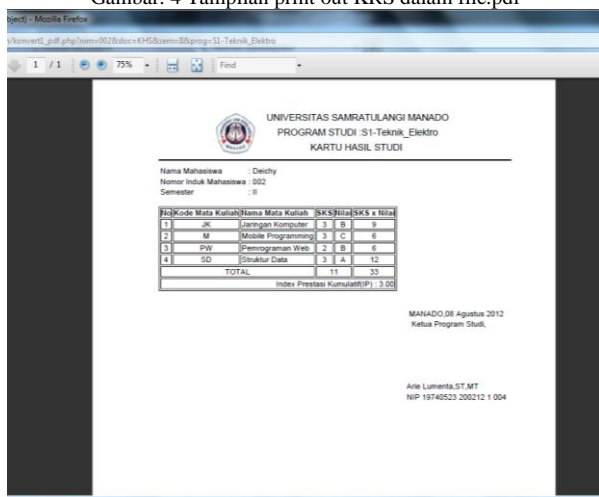 Gambar. 4 Tampilan print out KRS dalam file.pdf
bject) - Mozilla Firefox
/konvert1_pdf.php?nim=002&doc=KHS&sem=II&prog=S1-Teknik_Elektro
1 / 1 75% Find
UNIVERSITAS SAMRATULANGI MANADO
PROGRAM STUDI :S1-Teknik_Elektro
KARTU HASIL STUDI
Nama Mahasiswa : Deichy
Nomor Induk Mahasiswa : 002
Semester : II
No Kode Mata Kuliah Nama Mata Kuliah SKS Nilai SKS x Nilai
1 JK Jaringan Komputer 3 B 9
2 M Mobile Programming 3 C 6
3 PW Pemrograman Web 2 B 6
4 SD Struktur Data 3 A 12
TOTAL 11 33
Index Prestasi Kumulatif(IP) : 3.00
MANADO,08 Agustus 2012
Ketua Program Studi,
Arie Lumenta,ST,MT
NIP 19740523 200212 1 004